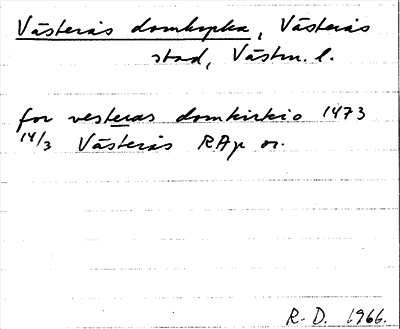 Västerås domkyrka, Västerås
stad, Västm. l.
for vesteras domkirkio 1473
14/3 Västerås RAp or.
R.D. 1966.